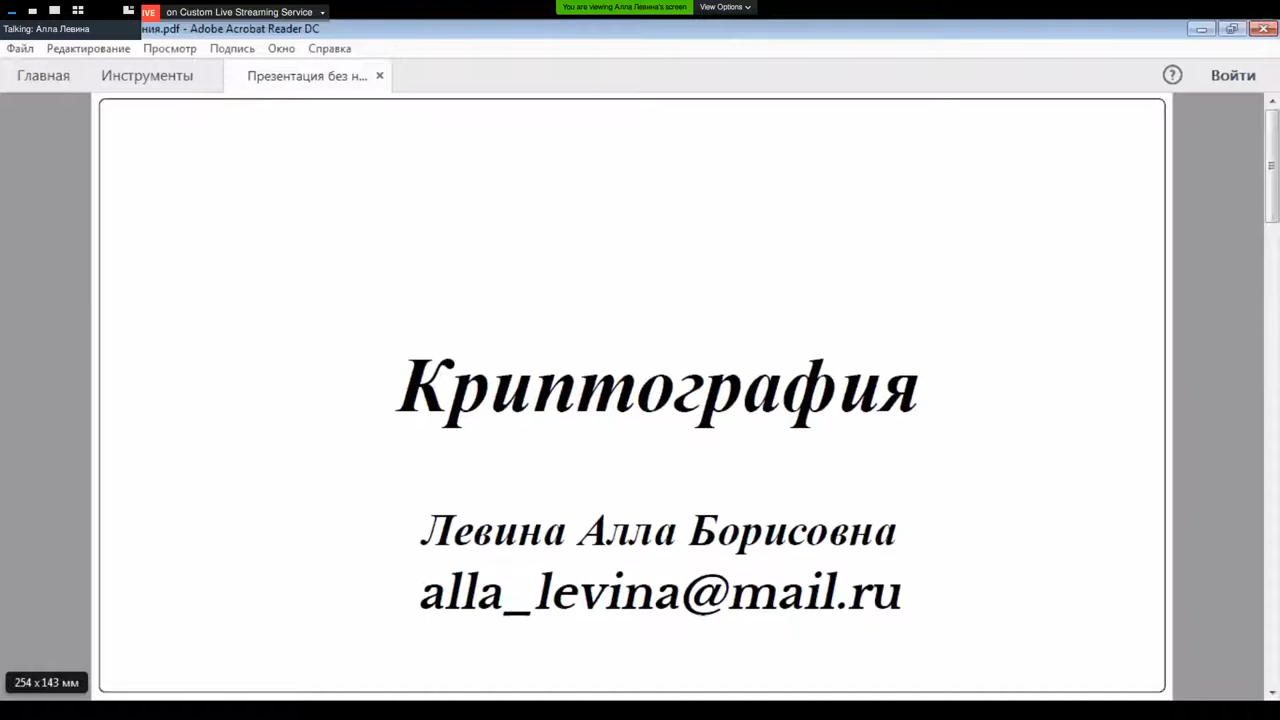 IVE on Custom Live Streaming Service
You are viewing Алла Левина's screen View Options
Talking: Алла Левина
ния.pdf - Adobe Acrobat Reader DC
Файл Редактирование Просмотр Подпись Окно Справка
Главная Инструменты Презентация без н... × Войти
Криптография
Левина Алла Борисовна
alla_levina@mail.ru
254 x 143 мм